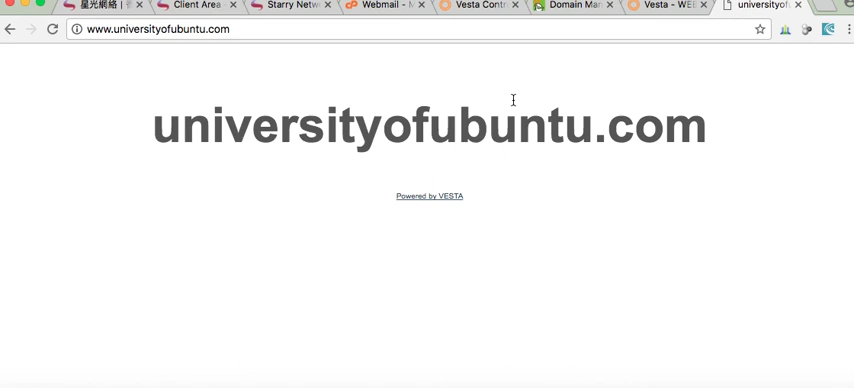 星光網絡 |
Client Area
Starry Netw
Webmail - M
Vesta Contr
Domain Man
Vesta - WEB
universityof
www.universityofubuntu.com
universityofubuntu.com
Powered by VESTA